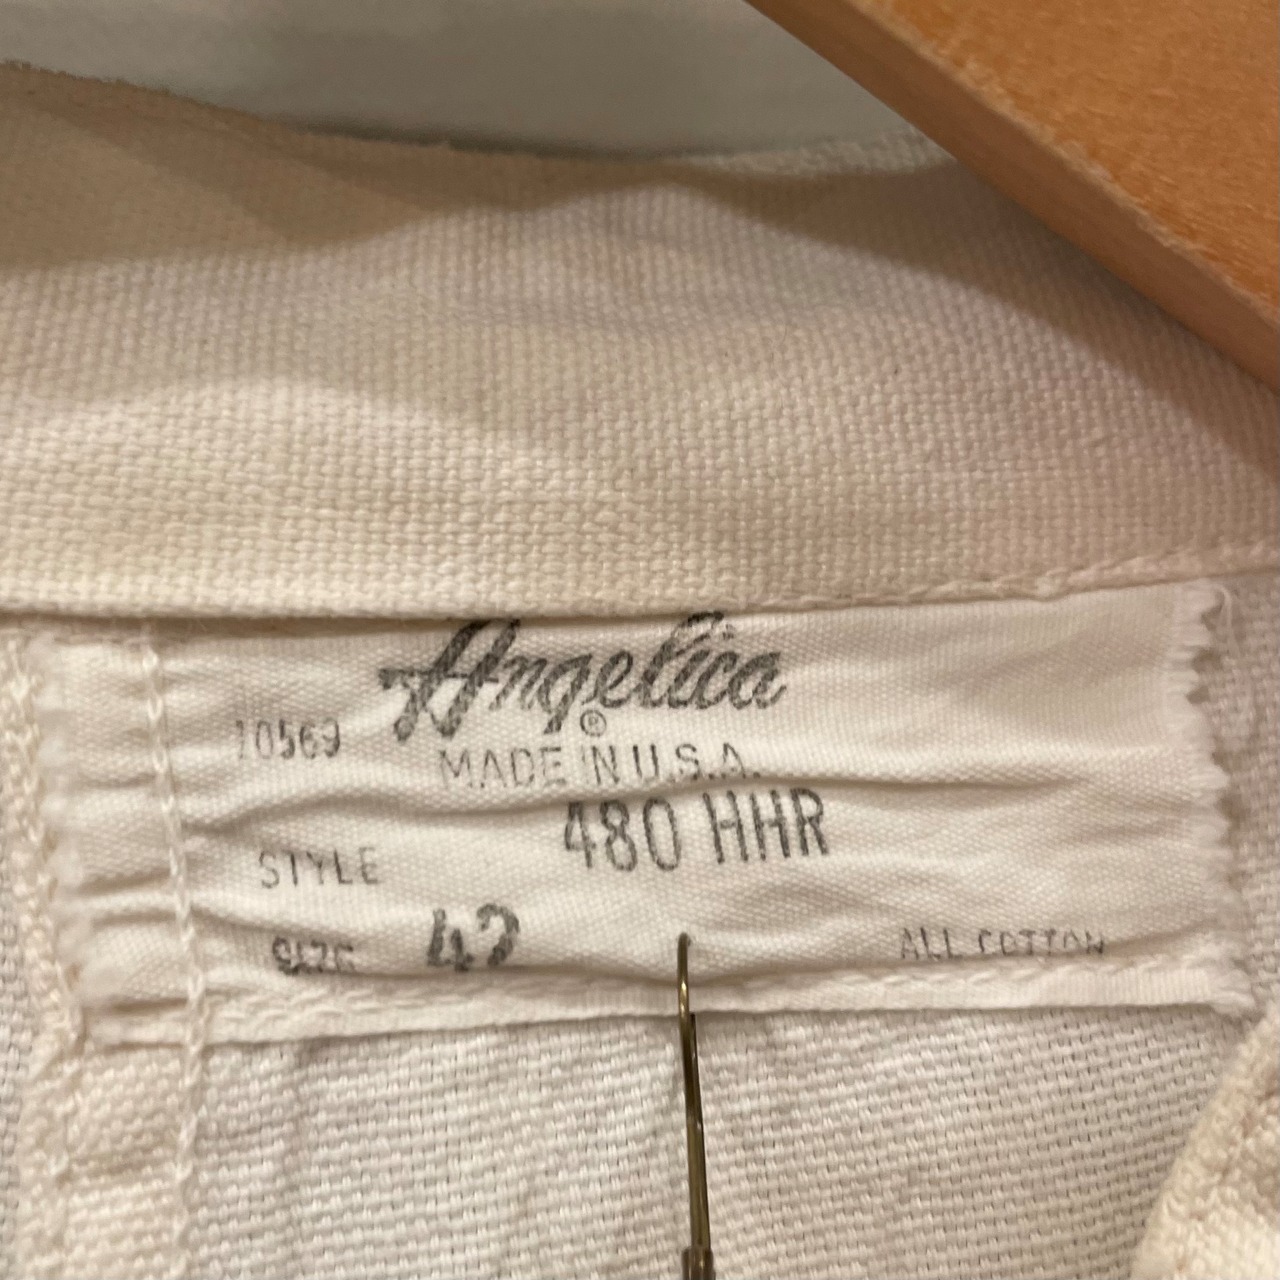 Angelica
®
10569
MADE IN U.S.A.
480 HHR
STYLE
SIZE 42
ALL COTTON